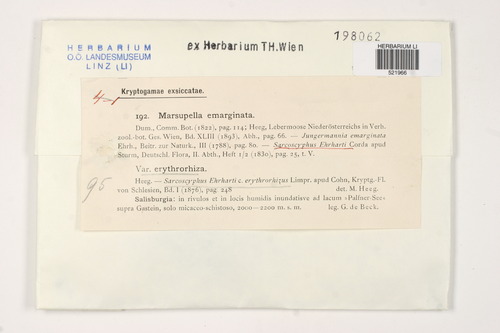 HERBARIUM
O.Ö. LANDESMUSEUM
LINZ (LI)
ex Herbarium TH.Wien
198062
HERBARIUM LI
521966
Kryptogamae exsiccatae.
192. Marsupella emarginata.
Dum., Comm. Bot. (1822), pag. 114; Heeg, Lebermoose Niederösterreichs in Verh.
zool.-bot. Ges. Wien, Bd. XLIII (1893), Abh., pag. 66. — Jungermannia emarginata
Ehrh., Beitr. zur Naturk., III (1788), pag. 80. — Sarcoscyphus Ehrharti Corda apud
Sturm, Deutschl. Flora, II. Abth., Heft 1/2 (1830), pag. 25, t. V.
Var. erythrorhiza.
95
Heeg. — Sarcoscyphus Ehrharti c. erythrorhizus Limpr. apud Cohn, Kryptg.-Fl.
von Schlesien, Bd. I (1876), pag. 248
det. M. Heeg.
Salisburgia: in rivulos et in locis humidis inundatisve ad lacum »Palfner-See«
supra Gastein, solo micaceo-schistoso, 2000—2200 m. s. m.
leg. G. de Beck.